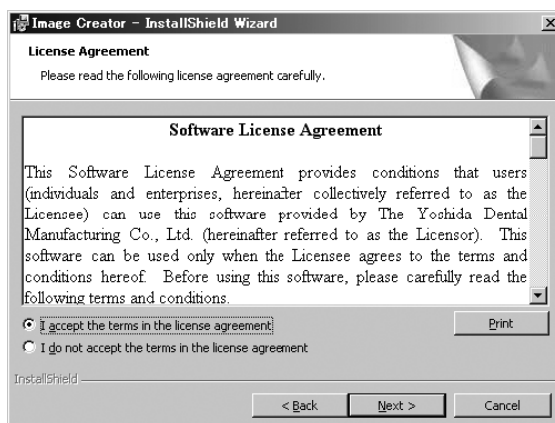 Image Creator - InstallShield Wizard
License Agreement
Please read the following license agreement carefully.
Software License Agreement
This Software License Agreement provides conditions that users
(individuals and enterprises, hereinafter collectively referred to as the
Licensee) can use this software provided by The Yoshida Dental
Manufacturing Co., Ltd. (hereinafter referred to as the Licensor). This
software can be used only when the Licensee agrees to the terms and
conditions hereof. Before using this software, please carefully read the
following terms and conditions.
I accept the terms in the license agreement
Print
I do not accept the terms in the license agreement
InstallShield
< Back
Next >
Cancel